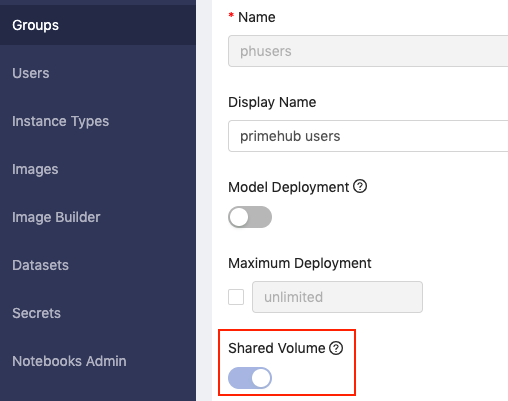 Groups
Users
Instance Types
Images
Image Builder
Datasets
Secrets
Notebooks Admin
* Name
phusers
Display Name
primehub users
Model Deployment ?
Maximum Deployment
unlimited
Shared Volume ?